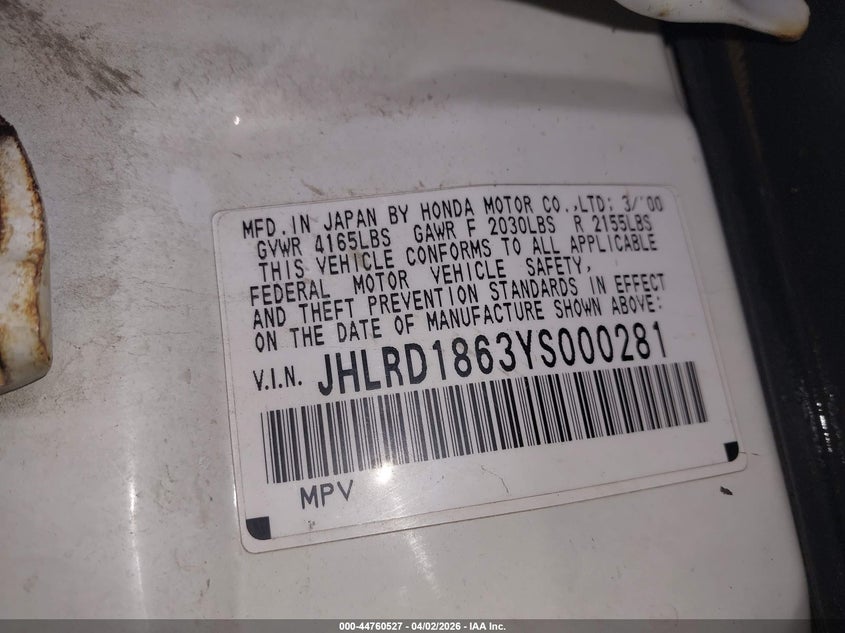 MFD. IN JAPAN BY HONDA MOTOR CO.,LTD: 3/'00
GVWR 4165LBS GAWR F 2030LBS R 2155LBS
THIS VEHICLE CONFORMS TO ALL APPLICABLE
FEDERAL MOTOR VEHICLE SAFETY,
AND THEFT PREVENTION STANDARDS IN EFFECT
ON THE DATE OF MANUFACTURE SHOWN ABOVE:
V.I.N. JHLRD1863YS000281
MPV
000-44760527 - 04/02/2026 - IAA Inc.